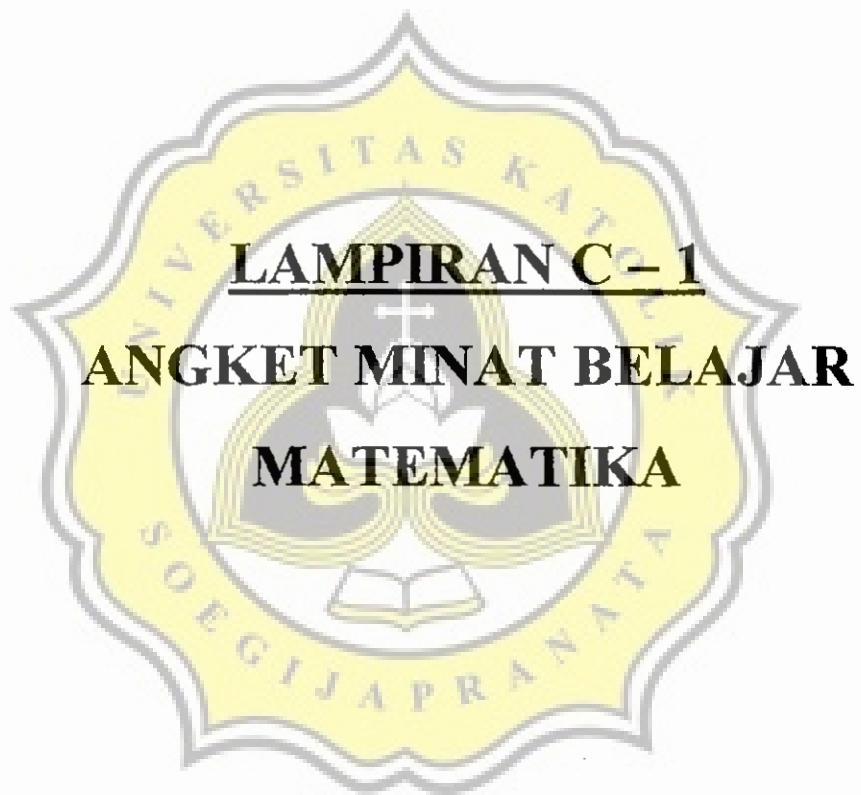 UNIVERSITAS KATOLIK
LAMPIRAN C – 1
ANGKET MINAT BELAJAR
MATEMATIKA
SOEGIJAPRANATA